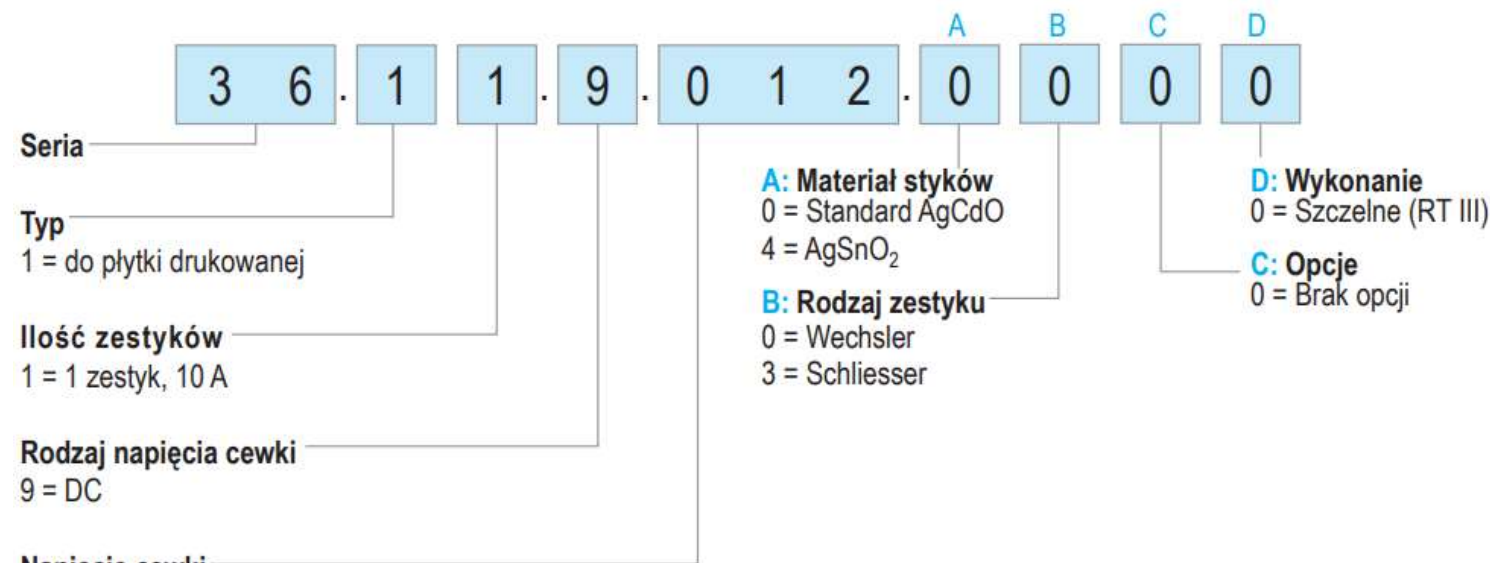 A B C D
3 6 . 1 1 . 9 . 0 1 2 . 0 0 0 0
Seria
Typ
1 = do płytki drukowanej
Ilość zestyków
1 = 1 zestyk, 10 A
Rodzaj napięcia cewki
9 = DC
Napięcie cewki
A: Materiał styków
0 = Standard AgCdO
4 = AgSnO₂
B: Rodzaj zestyku
0 = Wechsler
3 = Schliesser
D: Wykonanie
0 = Szczelne (RT III)
C: Opcje
0 = Brak opcji